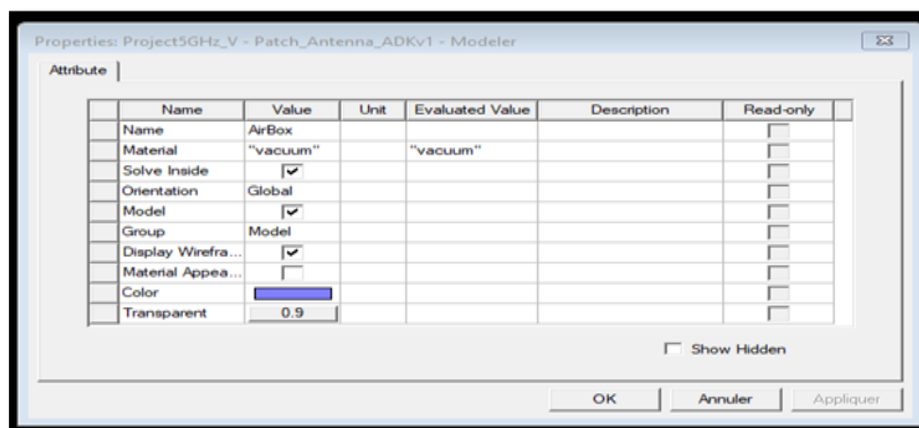 Properties: Project5GHz_V - Patch_Antenna_ADKv1 - Modeler
Attribute
Name Value Unit Evaluated Value Description Read-only
Name AirBox
Material "vacuum" "vacuum"
Solve Inside
Orientation Global
Model
Group Model
Display Wirefra...
Material Appea...
Color
Transparent 0.9
Show Hidden
OK Annuler Appliquer